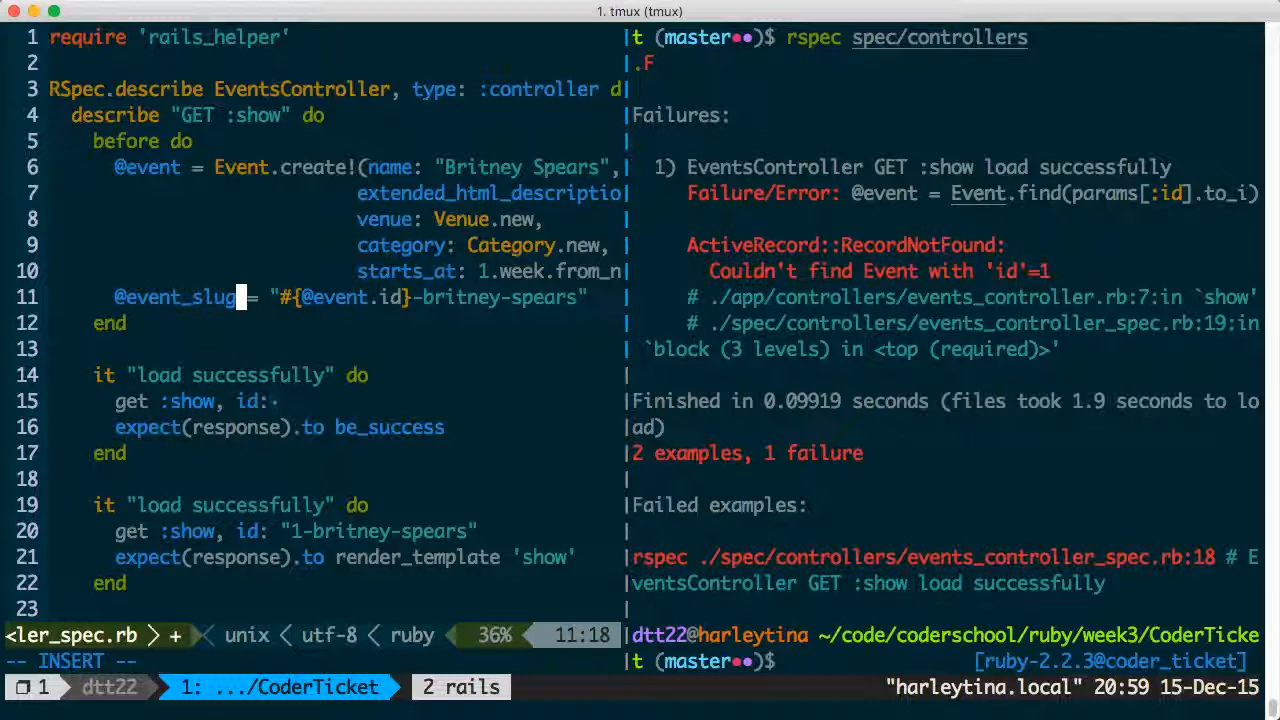 1. tmux (tmux)
1 require 'rails_helper'
2
3 RSpec.describe EventsController, type: :controller d
4 describe "GET :show" do
5 before do
6 @event = Event.create!(name: "Britney Spears",
7 extended_html_descriptio
8 venue: Venue.new,
9 category: Category.new,
10 starts_at: 1.week.from_n
11 @event_slug = "#{@event.id}-britney-spears"
12 end
13
14 it "load successfully" do
15 get :show, id:·
16 expect(response).to be_success
17 end
18
19 it "load successfully" do
20 get :show, id: "1-britney-spears"
21 expect(response).to render_template 'show'
22 end
23
<ler_spec.rb > + < unix < utf-8 < ruby < 36% < 11:18
-- INSERT --
t (master••)$ rspec spec/controllers
.F
Failures:
1) EventsController GET :show load successfully
Failure/Error: @event = Event.find(params[:id].to_i)
ActiveRecord::RecordNotFound:
Couldn't find Event with 'id'=1
# ./app/controllers/events_controller.rb:7:in `show'
# ./spec/controllers/events_controller_spec.rb:19:in
`block (3 levels) in <top (required)>'
Finished in 0.09919 seconds (files took 1.9 seconds to lo
ad)
2 examples, 1 failure
Failed examples:
rspec ./spec/controllers/events_controller_spec.rb:18 # E
ventsController GET :show load successfully
dtt22@harleytina ~/code/coderschool/ruby/week3/CoderTicke
t (master••)$ [ruby-2.2.3@coder_ticket]
1 dtt22 1: .../CoderTicket 2 rails "harleytina.local" 20:59 15-Dec-15